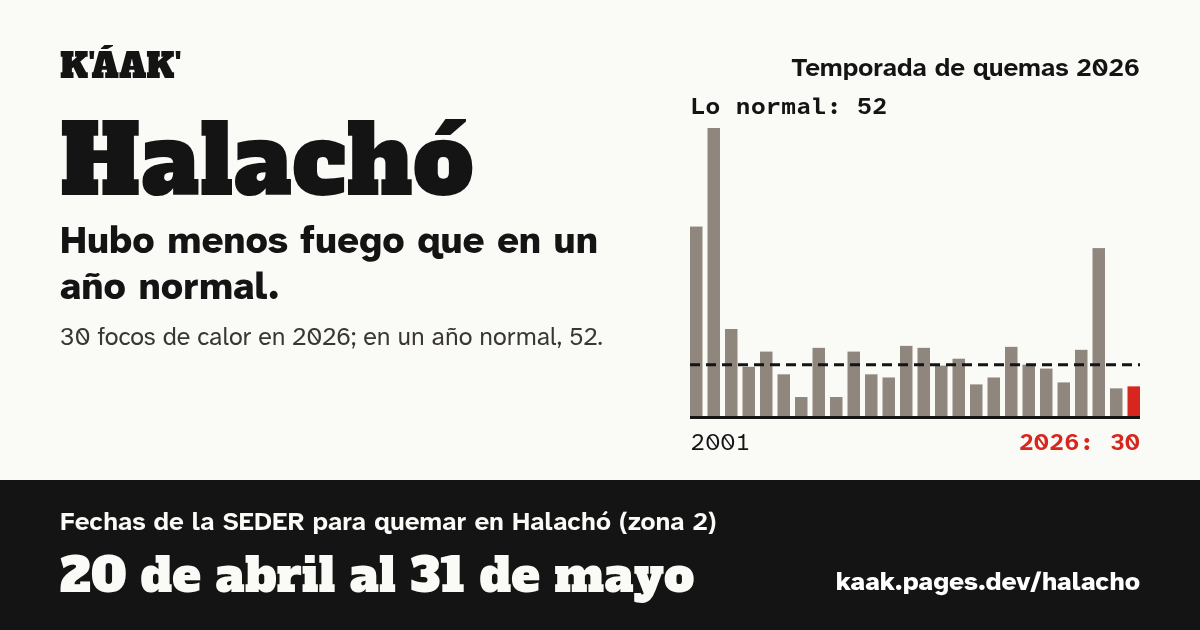 K'ÁAK'
Halachó
Hubo menos fuego que en un
año normal.
30 focos de calor en 2026; en un año normal, 52.
Temporada de quemas 2026
Lo normal: 52
2001
2026: 30
Fechas de la SEDER para quemar en Halachó (zona 2)
20 de abril al 31 de mayo
kaak.pages.dev/halacho